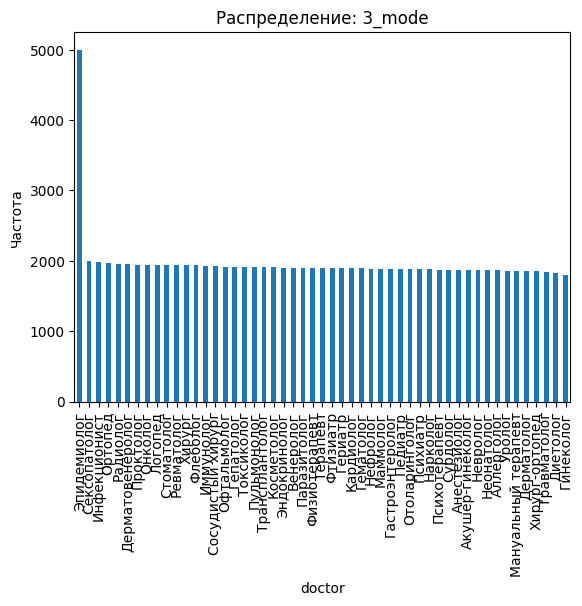 Распределение: 3_mode
Частота
5000
4000
3000
2000
1000
0
Эпидемиолог
Сексопатолог
Инфекционист
Ортопед
Радиолог
Дерматовенеролог
Проктолог
Онколог
Логопед
Стоматолог
Ревматолог
Хирург
Флеболог
Иммунолог
Сосудистый хирург
Офтальмолог
Гепатолог
Токсиколог
Пульмонолог
Трансплантолог
Косметолог
Эндокринолог
Венеролог
Паразитолог
Физиотерапевт
Терапевт
Фтизиатр
Гериатр
Кардиолог
Гематолог
Нефролог
Маммолог
Гастроэнтеролог
Педиатр
Отоларинголог
Психиатр
Нарколог
Психотерапевт
Сурдолог
Анестезиолог
Акушер-гинеколог
Невролог
Неонатолог
Аллерголог
Мануальный терапевт
Дерматолог
Хирург-ортопед
Травматолог
Диетолог
Гинеколог
doctor